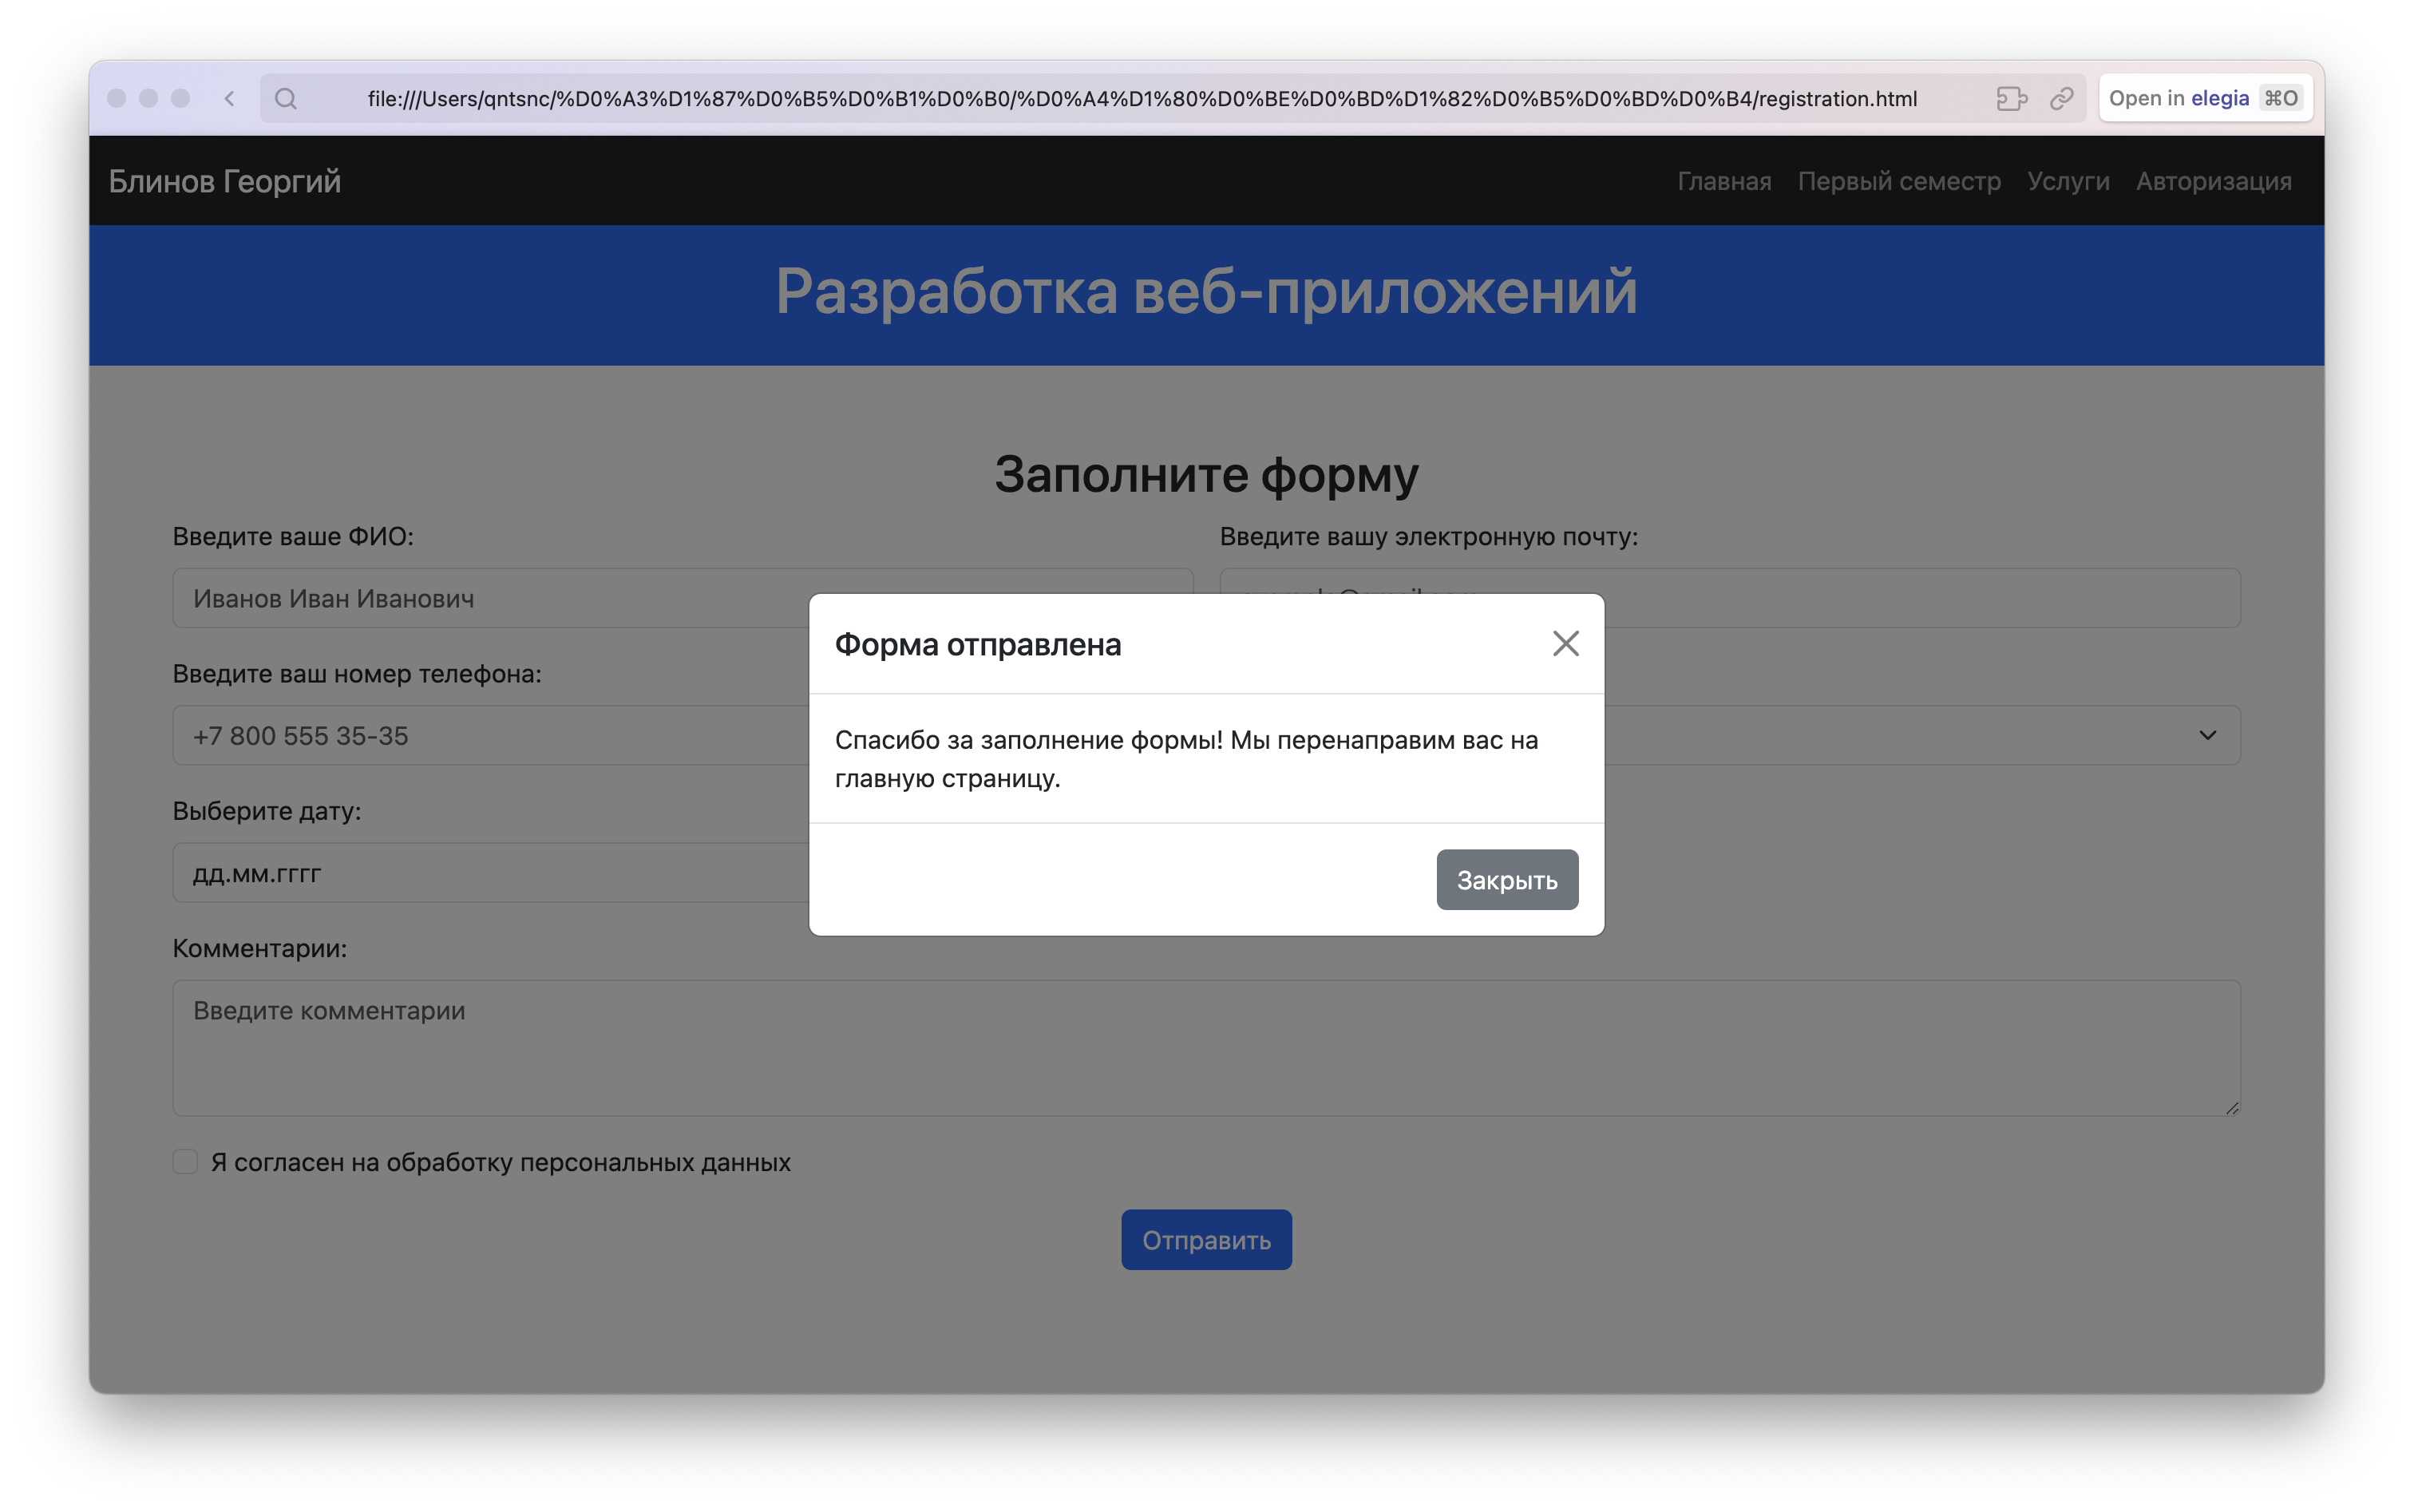 file:///Users/qntsnc/%D0%A3%D1%87%D0%B5%D0%B1%D0%B0/%D0%A4%D1%80%D0%BE%D0%BD%D1%82%D0%B5%D0%BD%D0%B4/registration.html
Open in elegia ⌘O
Блинов Георгий
Главная Первый семестр Услуги Авторизация
Разработка веб-приложений
Заполните форму
Введите ваше ФИО:
Введите вашу электронную почту:
Иванов Иван Иванович
Введите ваш номер телефона:
+7 800 555 35-35
Выберите дату:
дд.мм.гггг
Форма отправлена
Спасибо за заполнение формы! Мы перенаправим вас на
главную страницу.
Закрыть
Комментарии:
Введите комментарии
Я согласен на обработку персональных данных
Отправить